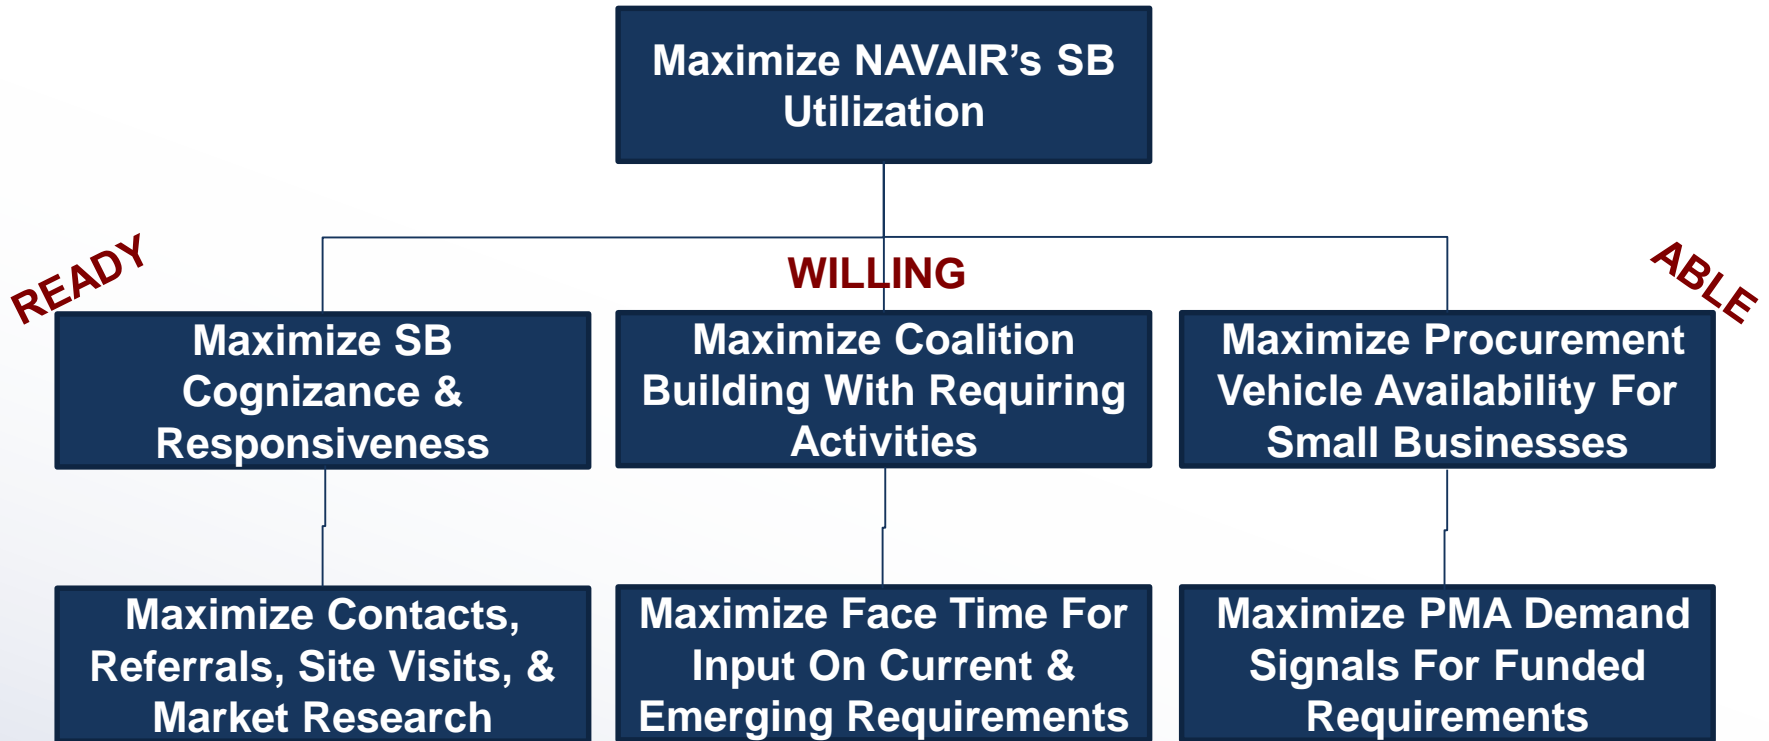 Maximize NAVAIR’s SB
Utilization
READY
WILLING
ABLE
Maximize SB
Cognizance &
Responsiveness
Maximize Coalition
Building With Requiring
Activities
Maximize Procurement
Vehicle Availability For
Small Businesses
Maximize Contacts,
Referrals, Site Visits, &
Market Research
Maximize Face Time For
Input On Current &
Emerging Requirements
Maximize PMA Demand
Signals For Funded
Requirements